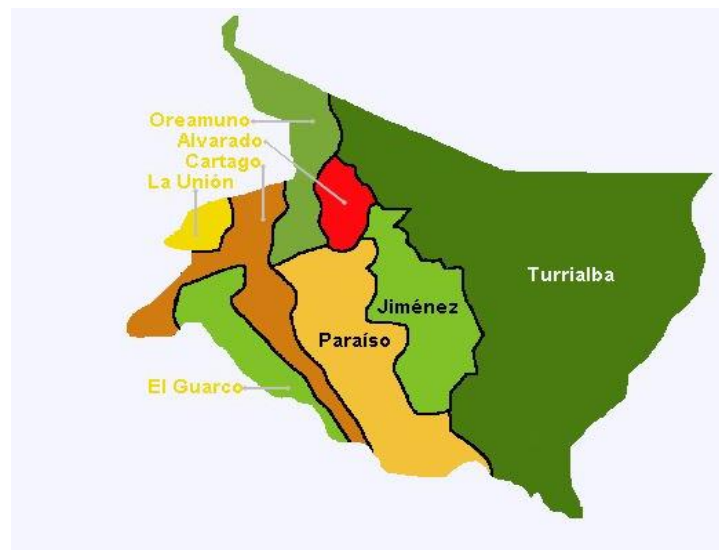 Oreamuno
Alvarado
Cartago
La Unión
Turrialba
Jiménez
Paraíso
El Guarco